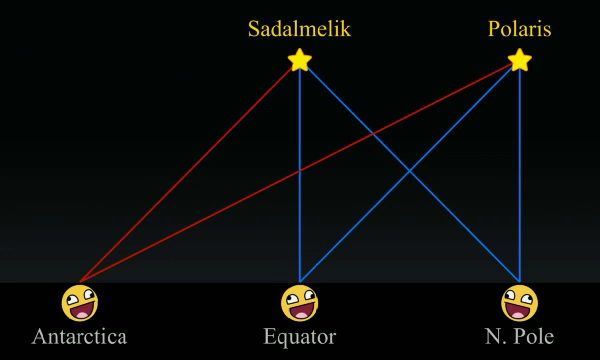 Sadalmelik
Polaris
Antarctica
Equator
N. Pole